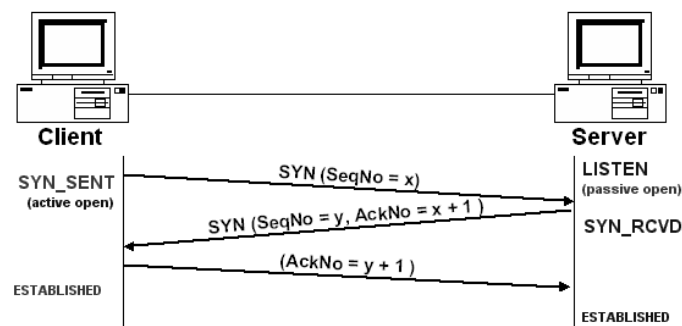 Client
Server
SYN_SENT
(active open)
SYN (SeqNo = x)
LISTEN
(passive open)
SYN (SeqNo = y, AckNo = x + 1 )
SYN_RCVD
(AckNo = y + 1 )
ESTABLISHED
ESTABLISHED